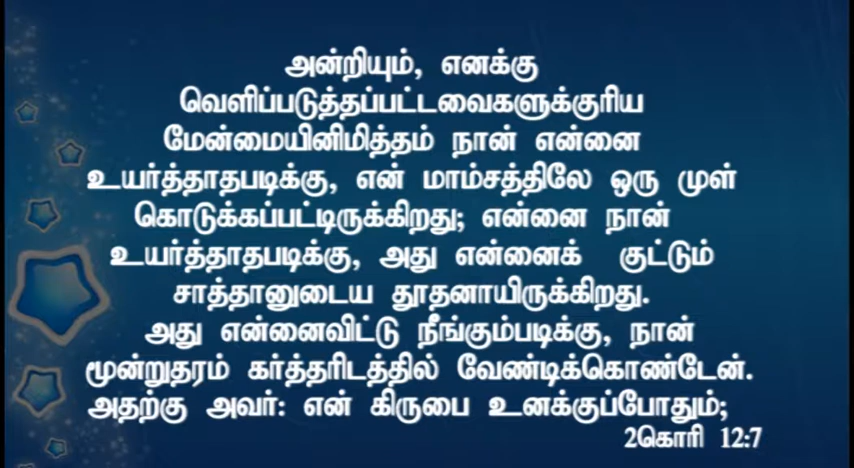 அன்றியும், எனக்கு
வெளிப்படுத்தப்பட்டவைகளுக்குரிய
மேன்மையினிமித்தம் நான் என்னை
உயர்த்தாதபடிக்கு, என் மாம்சத்திலே ஒரு முள்
கொடுக்கப்பட்டிருக்கிறது; என்னை நான்
உயர்த்தாதபடிக்கு, அது என்னைக் குட்டும்
சாத்தானுடைய தூதனாயிருக்கிறது.
அது என்னைவிட்டு நீங்கும்படிக்கு, நான்
மூன்றுதரம் கர்த்தரிடத்தில் வேண்டிக்கொண்டேன்.
அதற்கு அவர்: என் கிருபை உனக்குப்போதும்;
2கொரி 12:7